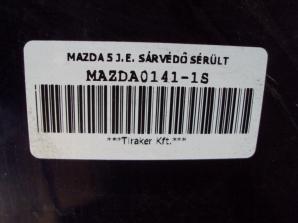 MAZDA 5 J.E. SÁRVÉDŐ SÉRÜLT
MAZDA0141-1S
***Tiraker Kft.***